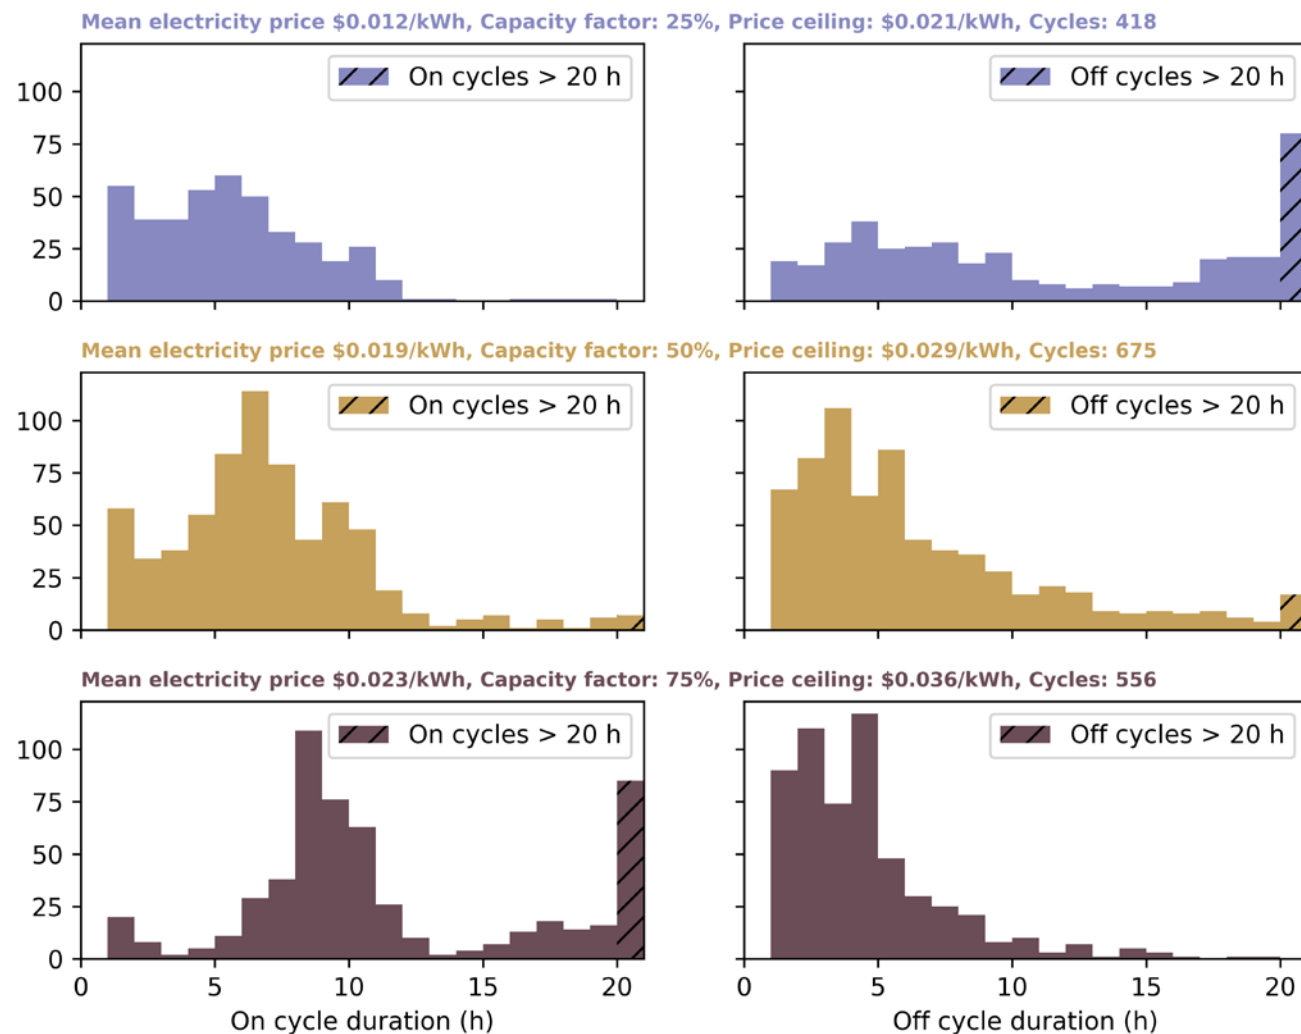 Mean electricity price $0.012/kWh, Capacity factor: 25%, Price ceiling: $0.021/kWh, Cycles: 418
On cycles > 20 h
Off cycles > 20 h
100
75
50
25
0
Mean electricity price $0.019/kWh, Capacity factor: 50%, Price ceiling: $0.029/kWh, Cycles: 675
On cycles > 20 h
Off cycles > 20 h
100
75
50
25
0
Mean electricity price $0.023/kWh, Capacity factor: 75%, Price ceiling: $0.036/kWh, Cycles: 556
On cycles > 20 h
Off cycles > 20 h
100
75
50
25
0
0 5 10 15 20
0 5 10 15 20
On cycle duration (h)
Off cycle duration (h)